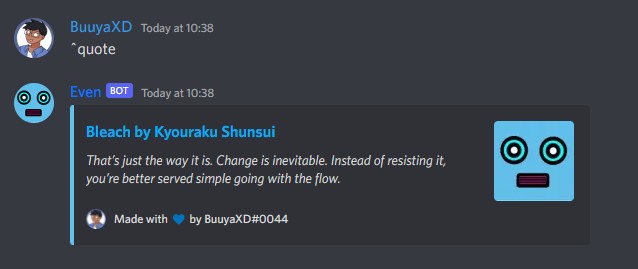 BuuyaXD Today at 10:38
^quote
Even BOT Today at 10:38
Bleach by Kyouraku Shunsui
That's just the way it is. Change is inevitable. Instead of resisting it,
you're better served simple going with the flow.
Made with 💙 by BuuyaXD#0044